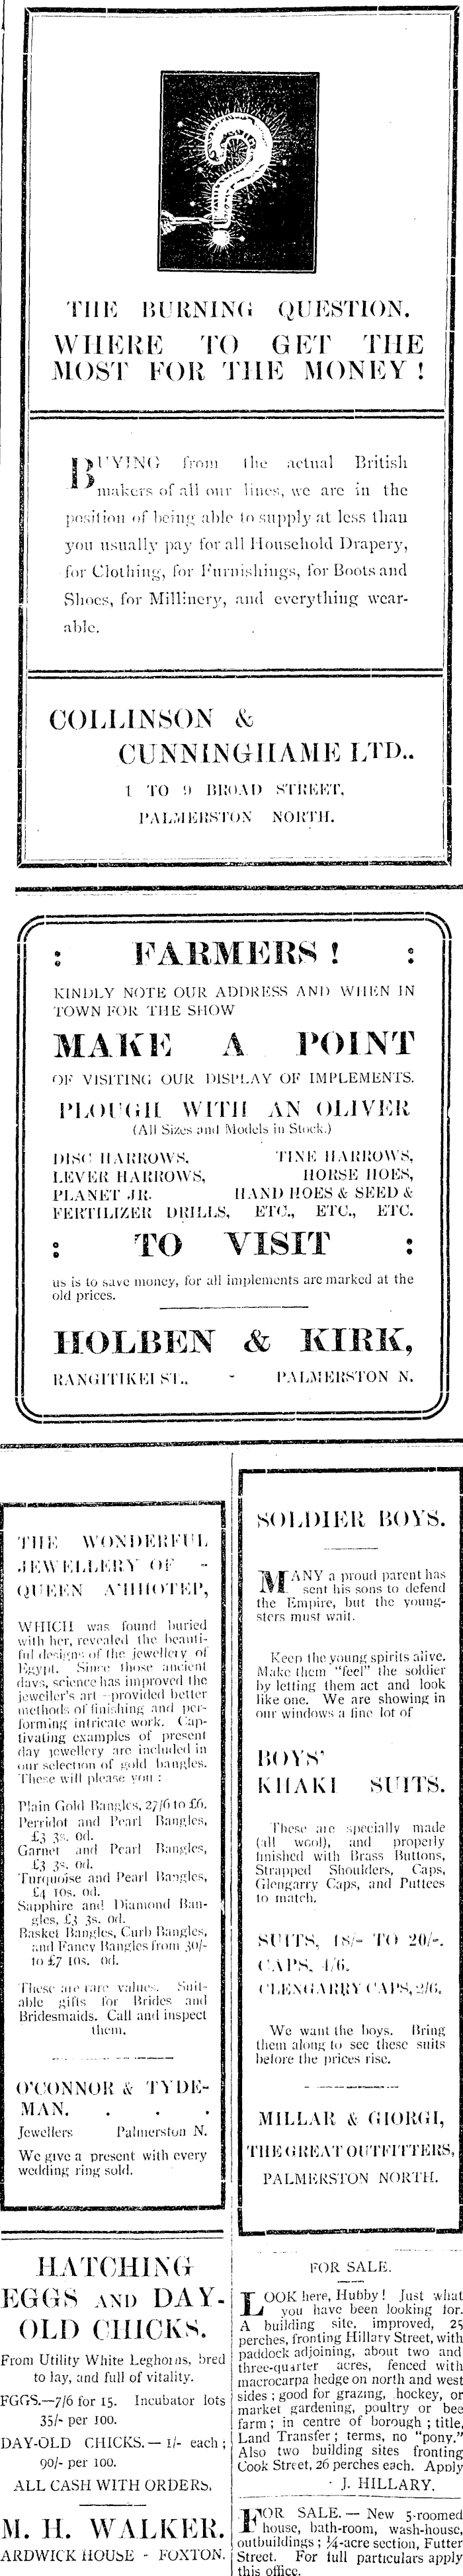 ?
THE BURNING QUESTION.
WHERE TO GET THE
MOST FOR THE MONEY!
BUYING from the actual British
makers of all our lines, we are in the
position of being able to supply at less than
you usually pay for all Household Drapery,
for Clothing, for Furnishings, for Boots and
Shoes, for Millinery, and everything wear-
able.
COLLINSON &
CUNNINGHAME LTD..
1 TO 9 BROAD STREET,
PALMERSTON NORTH.
: FARMERS! :
KINDLY NOTE OUR ADDRESS AND WHEN IN
TOWN FOR THE SHOW
MAKE A POINT
OF VISITING OUR DISPLAY OF IMPLEMENTS.
PLOUGH WITH AN OLIVER
(All Sizes and Models in Stock.)
DISC HARROWS, TINE HARROWS,
LEVER HARROWS, HORSE HOES,
PLANET JR. HAND HOES & SEED &
FERTILIZER DRILLS, ETC., ETC., ETC.
: TO VISIT :
us is to save money, for all implements are marked at the
old prices.
HOLBEN & KIRK,
RANGITIKEI ST., - PALMERSTON N.
THE WONDERFUL
JEWELLERY OF -
QUEEN A'HHOTEP,
WHICH was found buried
with her, revealed the beauti-
ful designs of the jewellery of
Egypt. Since those ancient
days, science has improved the
jeweller's art—provided better
methods of finishing and per-
forming intricate work. Cap-
tivating examples of present
day jewellery are included in
our selection of gold bangles.
These will please you :
Plain Gold Bangles, 27/6 to £6.
Perridot and Pearl Bangles,
£3 3s. od.
Garnet and Pearl Bangles,
£3 3s. od.
Turquoise and Pearl Bangles,
£4 10s. od.
Sapphire and Diamond Ban-
gles, £3 3s. od.
Basket Bangles, Curb Bangles,
and Fancy Bangles from 30/-
to £7 10s. od.
These are rare values. Suit-
able gifts for Brides and
Bridesmaids. Call and inspect
them.
O'CONNOR & TYDE-
MAN. . . .
Jewellers Palmerston N.
We give a present with every
wedding ring sold.
HATCHING
EGGS AND DAY-
OLD CHICKS.
From Utility White Leghorns, bred
to lay, and full of vitality.
EGGS.—7/6 for 15. Incubator lots
35/- per 100.
DAY-OLD CHICKS.—1/- each;
90/- per 100.
ALL CASH WITH ORDERS.
M. H. WALKER.
ARDWICK HOUSE - FOXTON.
SOLDIER BOYS.
MANY a proud parent has
sent his sons to defend
the Empire, but the young-
sters must wait.
Keep the young spirits alive.
Make them "feel" the soldier
by letting them act and look
like one. We are showing in
our windows a fine lot of
BOYS'
KHAKI SUITS.
These are specially made
(all wool), and properly
finished with Brass Buttons,
Strapped Shoulders, Caps,
Glengarry Caps, and Puttees
to match.
SUITS, 18/- TO 20/-.
CAPS, 4/6.
GLENGARRY CAPS, 2/6.
We want the boys. Bring
them along to see these suits
before the prices rise.
MILLAR & GIORGI,
THE GREAT OUTFITTERS,
PALMERSTON NORTH.
FOR SALE.
LOOK here, Hubby! Just what
you have been looking for.
A building site, improved, 25
perches, fronting Hillary Street, with
paddock adjoining, about two and
three-quarter acres, fenced with
macrocarpa hedge on north and west
sides; good for grazing, hockey, or
market gardening, poultry or bee
farm; in centre of borough; title,
Land Transfer; terms, no "pony."
Also two building sites fronting
Cook Street, 26 perches each. Apply
- J. HILLARY.
FOR SALE.—New 5-roomed
house, bath-room, wash-house,
outbuildings; ¼-acre section, Futter
Street. For full particulars apply
this office.